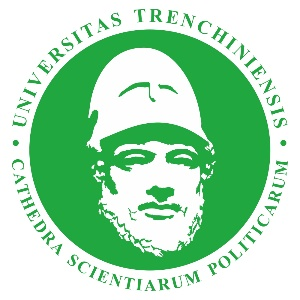 UNIVERSITAS TRENCHINIENSIS
CATHEDRA SCIENTIARUM POLITICARUM